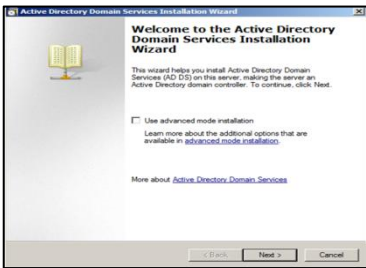 Active Directory Domain Services Installation Wizard
Welcome to the Active Directory
Domain Services Installation
Wizard
This wizard helps you install Active Directory Domain
Services (AD DS) on this server, making the server an
Active Directory domain controller. To continue, click Next.
Use advanced mode installation
Learn more about the additional options that are
available in advanced mode installation.
More about Active Directory Domain Services
< Back
Next >
Cancel